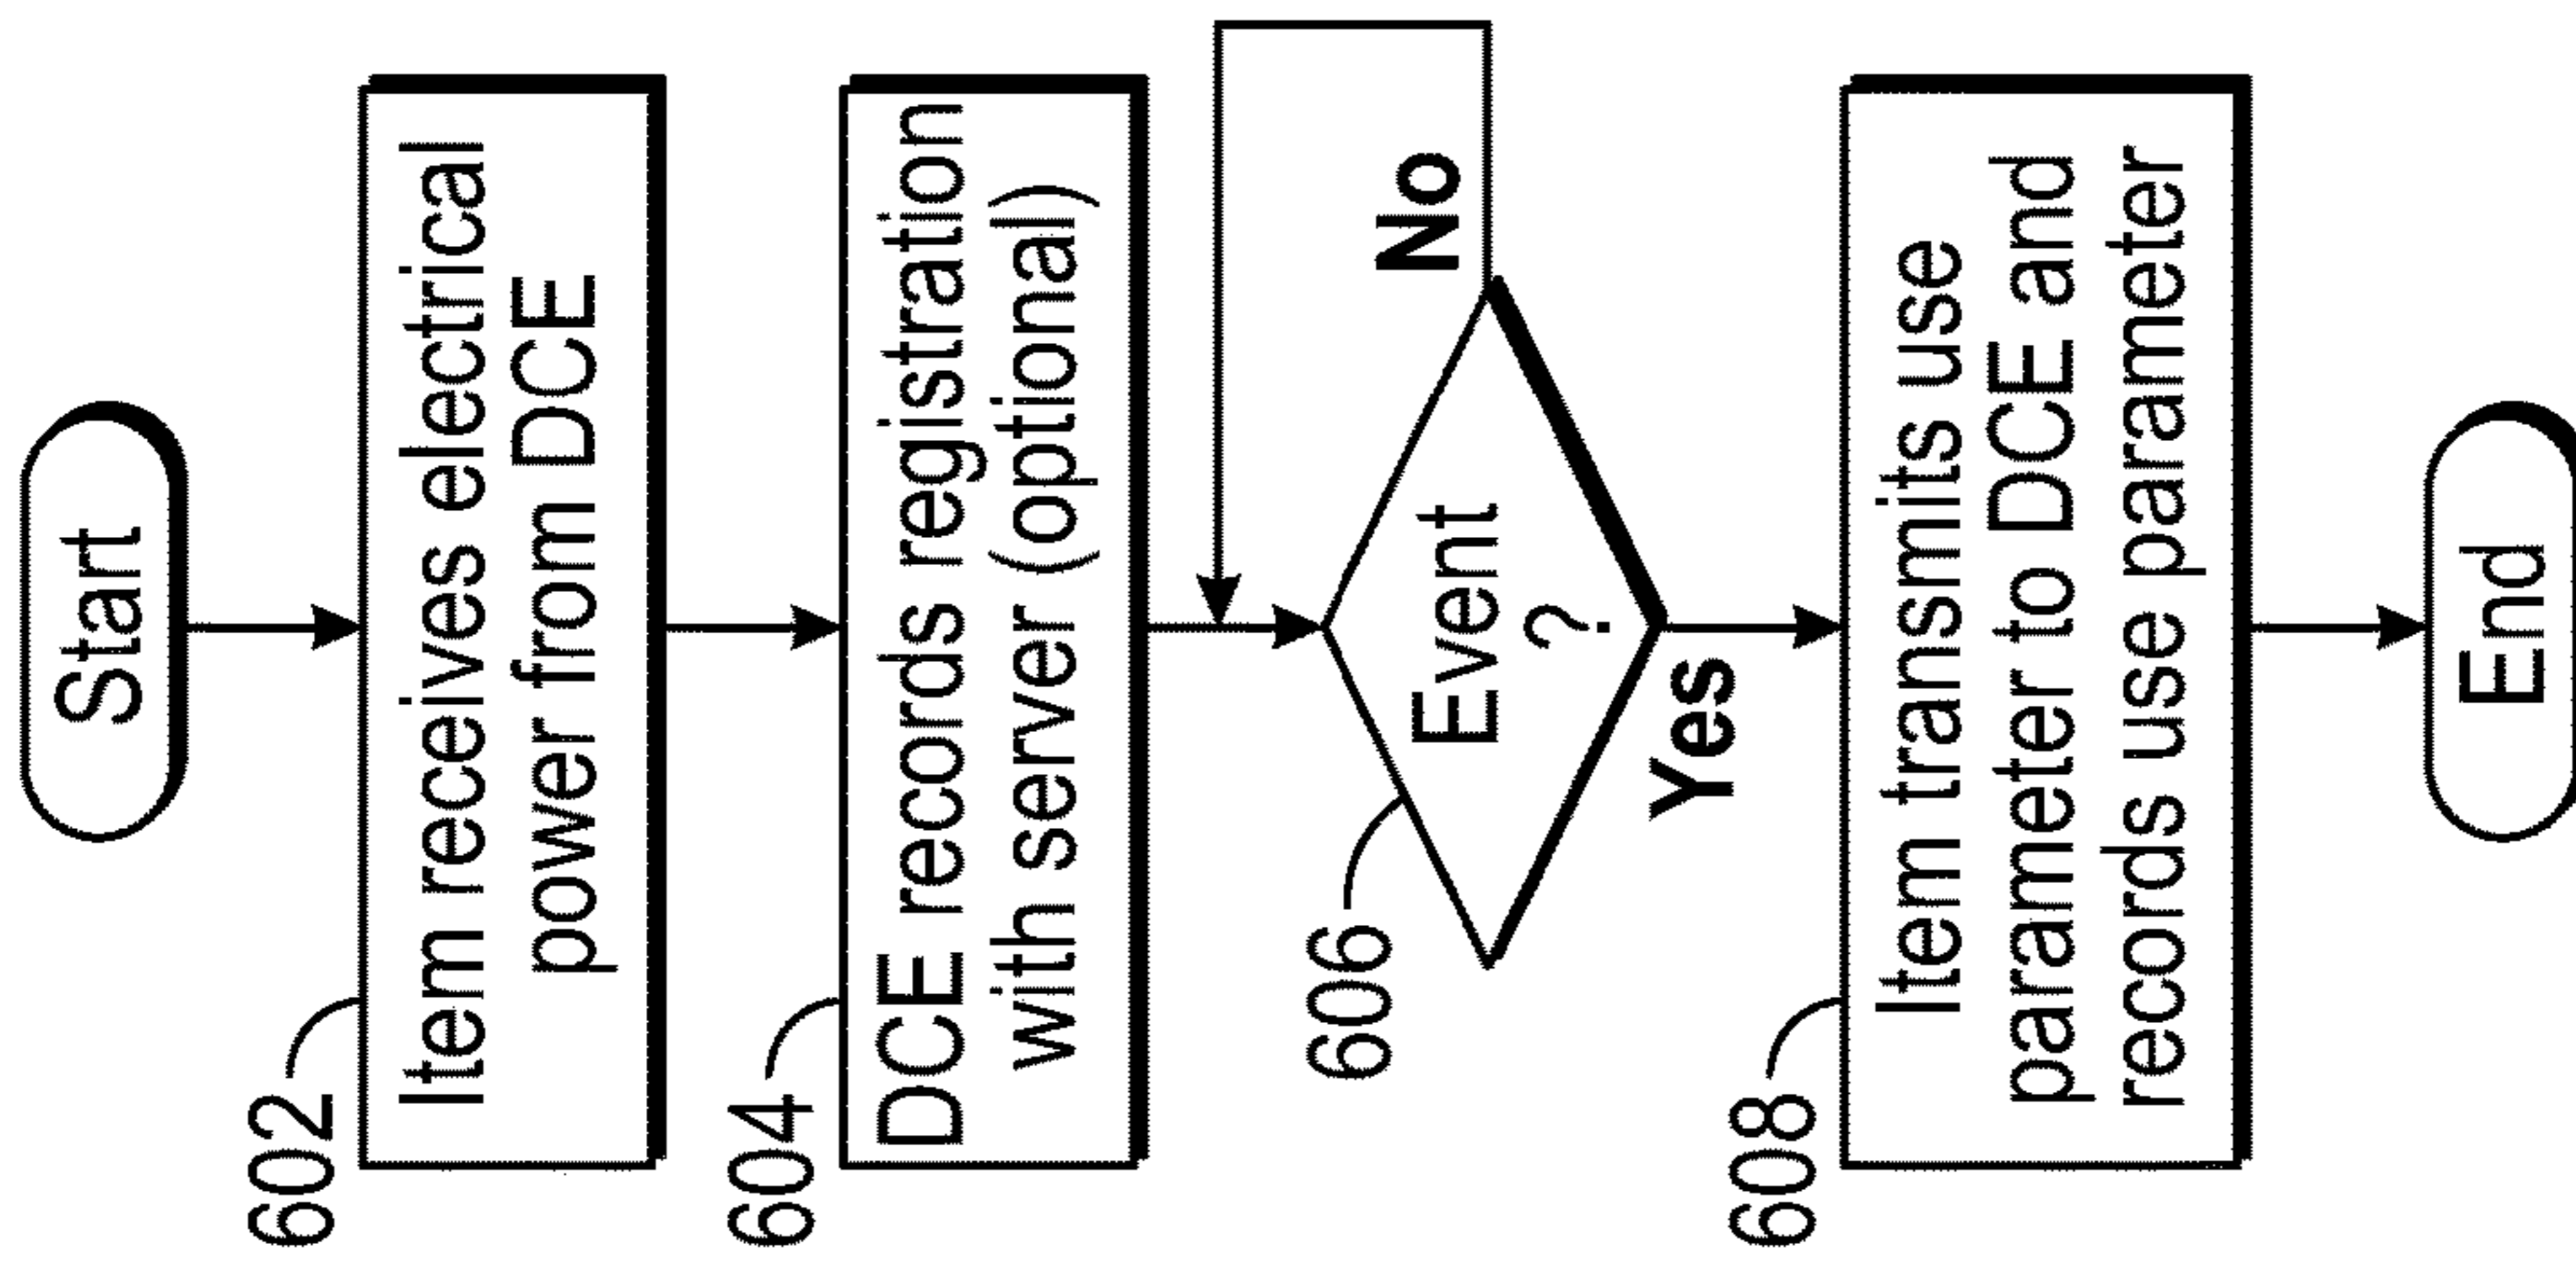 Start
602
Item receives electrical
power from DCE
604
DCE records registration
with server (optional)
606
Event
?
No
Yes
608
Item transmits use
parameter to DCE and
records use parameter
End